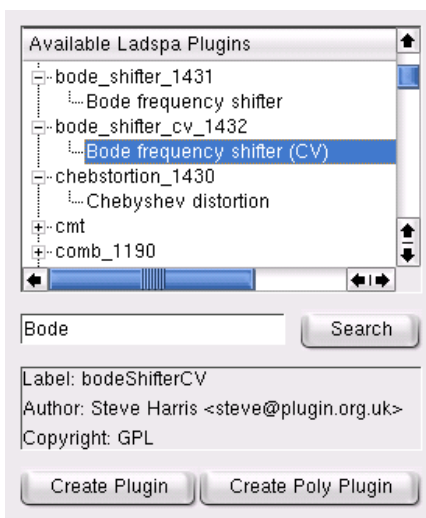 Available Ladspa Plugins
bode_shifter_1431
Bode frequency shifter
bode_shifter_cv_1432
Bode frequency shifter (CV)
chebstortion_1430
Chebyshev distortion
cmt
comb_1190
Bode
Search
Label: bodeShifterCV
Author: Steve Harris <steve@plugin.org.uk>
Copyright: GPL
Create Plugin
Create Poly Plugin